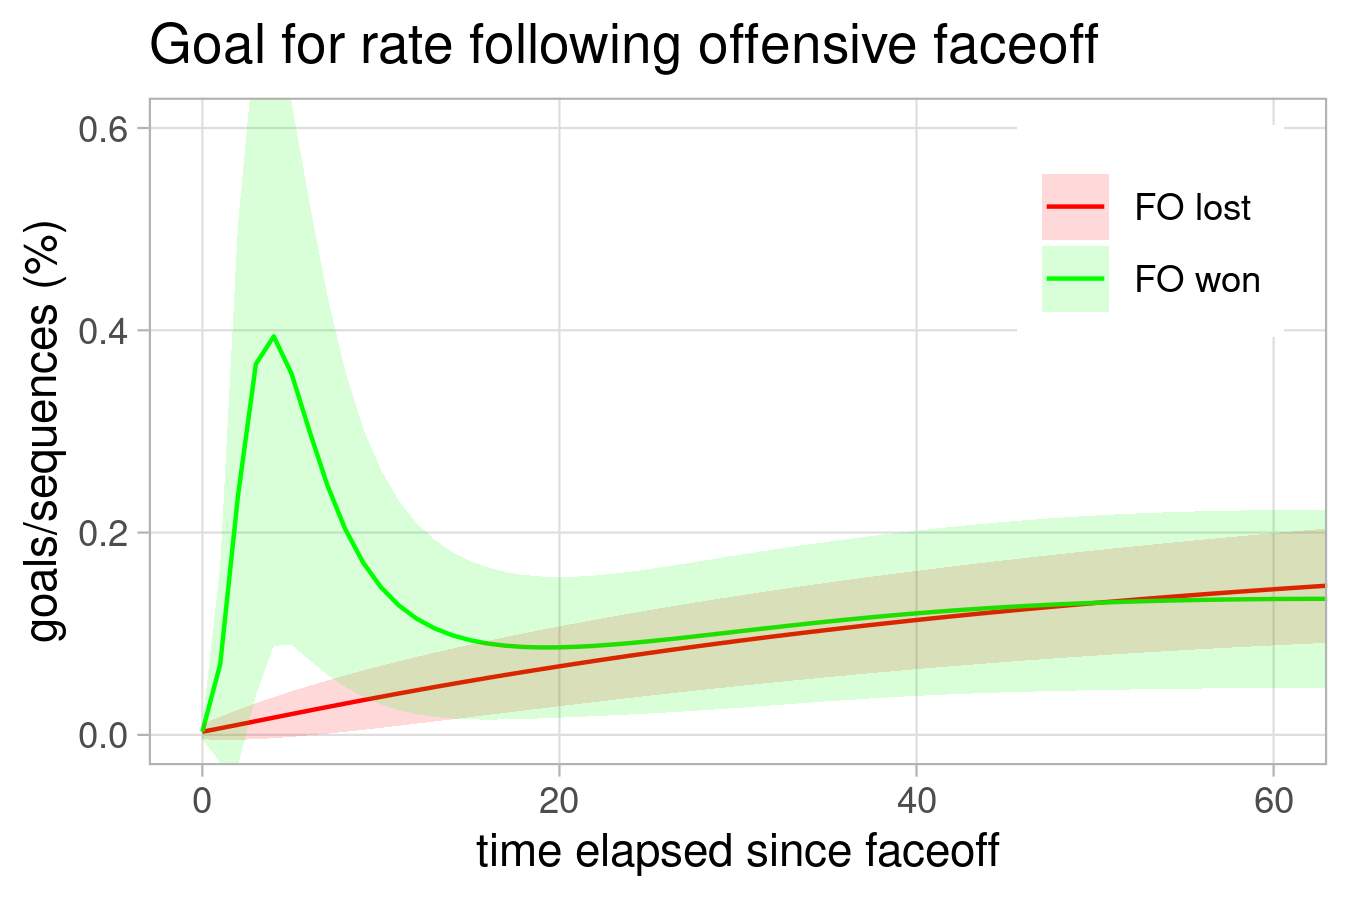 Goal for rate following offensive faceoff
goals/sequences (%)
0.6
0.4
0.2
0.0
FO lost
FO won
0
20
40
60
time elapsed since faceoff